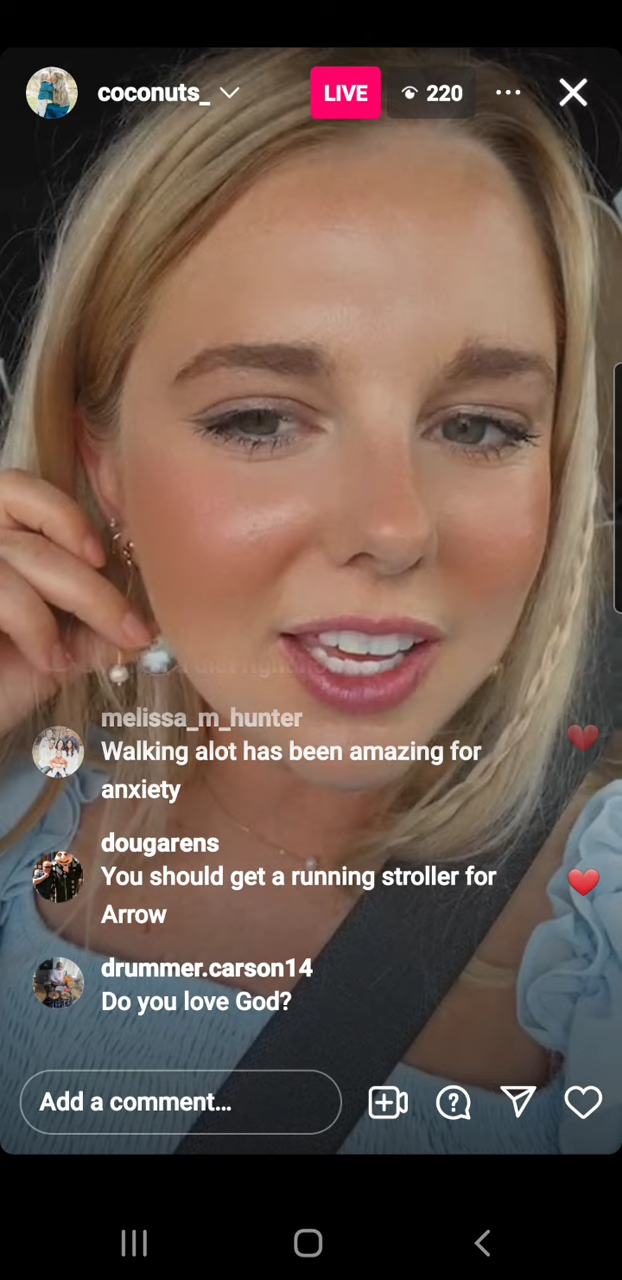 coconuts_
LIVE
220
melissa_m_hunter
Walking alot has been amazing for
anxiety
dougarens
You should get a running stroller for
Arrow
drummer.carson14
Do you love God?
Add a comment...